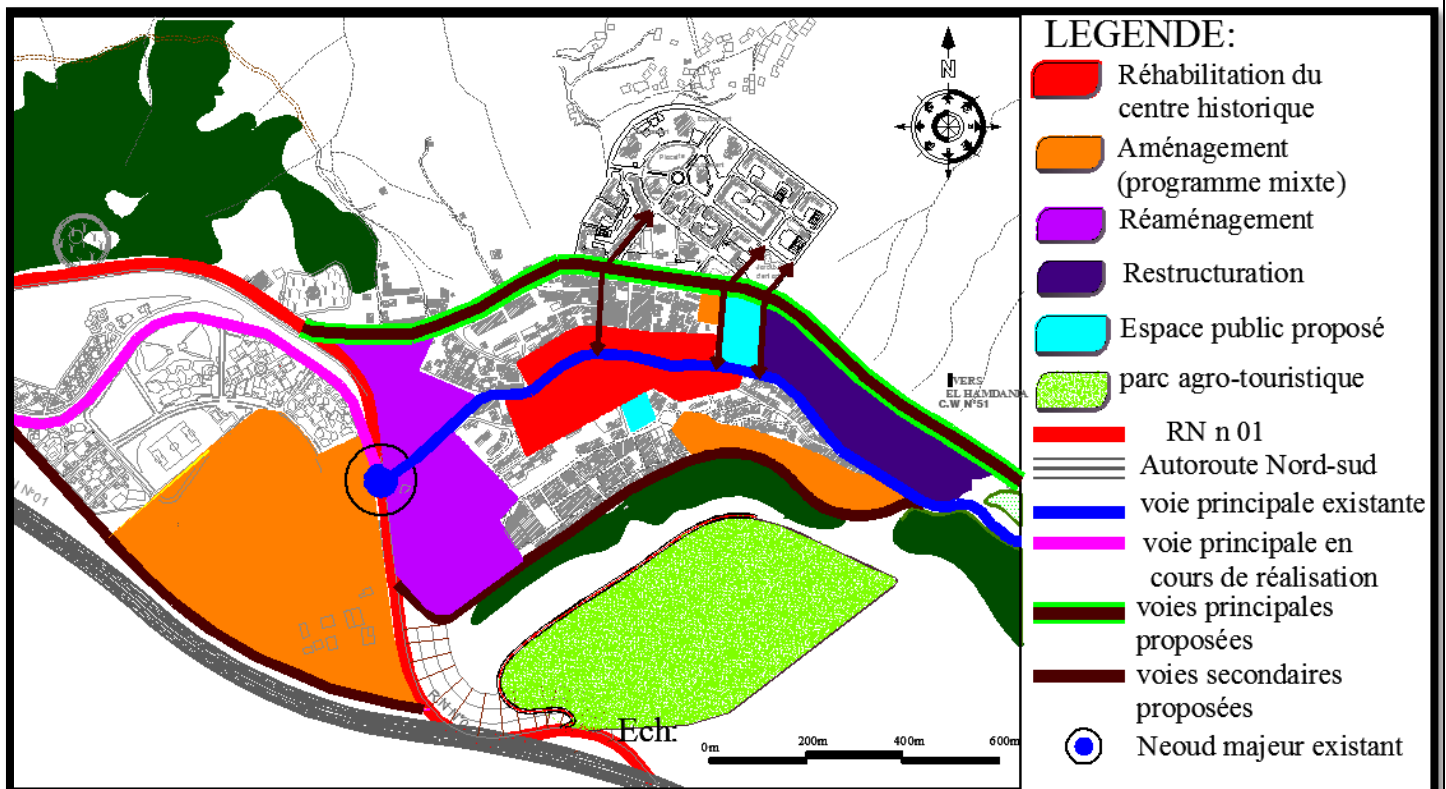 LEGENDE:
Réhabilitation du
centre historique
Aménagement
(programme mixte)
Réaménagement
Restructuration
Espace public proposé
parc agro-touristique
RN n 01
Autoroute Nord-sud
voie principale existante
voie principale en
cours de réalisation
voies principales
proposées
voies secondaires
proposées
Neoud majeur existant
N
Placette
VERS
EL HAMDANIA
C.W N°51
N°01
Ech:
0m
200m
400m
600m